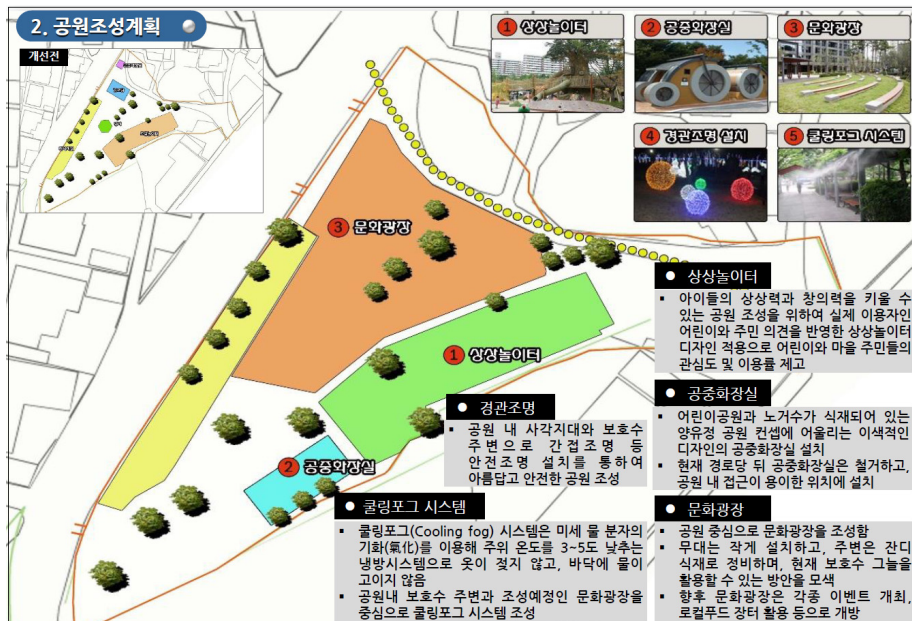 2. 공원조성계획
개선전
1 상상놀이터
2 공중화장실
3 문화광장
4 경관조명 설치
5 쿨링포그 시스템
3 문화광장
1 상상놀이터
2 공중화장실
● 상상놀이터
▪ 아이들의 상상력과 창의력을 키울 수
있는 공원 조성을 위하여 실제 이용자인
어린이와 주민 의견을 반영한 상상놀이터
디자인 적용으로 어린이와 마을 주민들의
관심도 및 이용률 제고
● 공중화장실
▪ 어린이공원과 노거수가 식재되어 있는
양유정 공원 컨셉에 어울리는 이색적인
디자인의 공중화장실 설치
▪ 현재 경로당 뒤 공중화장실은 철거하고,
공원 내 접근이 용이한 위치에 설치
● 경관조명
▪ 공원 내 사각지대와 보호수
주변으로 간접조명 등
안전조명 설치를 통하여
아름답고 안전한 공원 조성
● 쿨링포그 시스템
▪ 쿨링포그(Cooling fog) 시스템은 미세 물 분자의
기화(氣化)를 이용해 주위 온도를 3~5도 낮추는
냉방시스템으로 옷이 젖지 않고, 바닥에 물이
고이지 않음
▪ 공원내 보호수 주변과 조성예정인 문화광장을
중심으로 쿨링포그 시스템 조성
● 문화광장
▪ 공원 중심으로 문화광장을 조성함
▪ 무대는 작게 설치하고, 주변은 잔디
식재로 정비하며, 현재 보호수 그늘을
활용할 수 있는 방안을 모색
▪ 향후 문화광장은 각종 이벤트 개최,
로컬푸드 장터 활용 등으로 개방